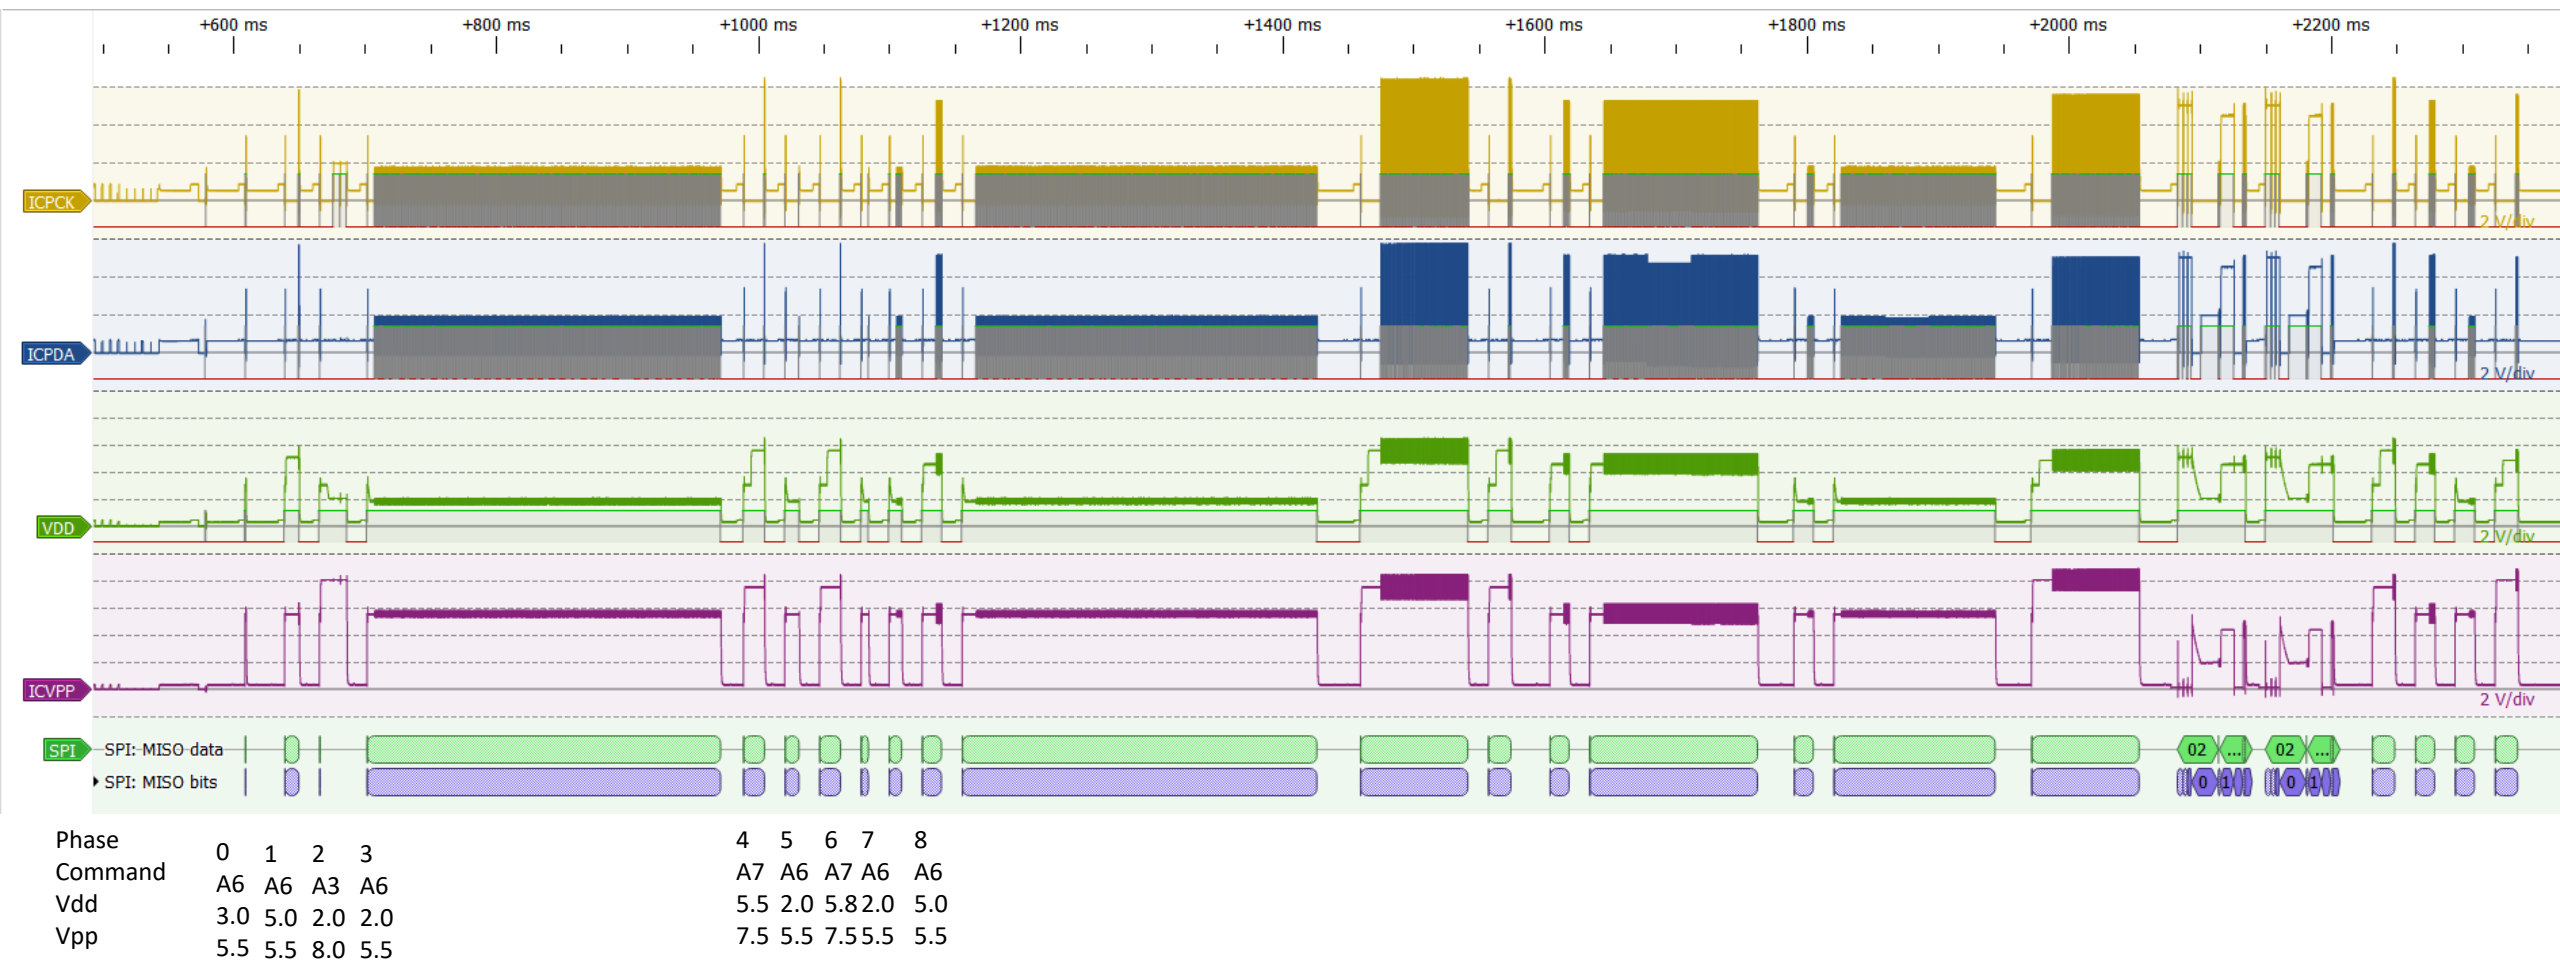 +600 ms +800 ms +1000 ms +1200 ms +1400 ms +1600 ms +1800 ms +2000 ms +2200 ms
ICPCK
2 V/div
ICPDA
2 V/div
VDD
2 V/div
ICVPP
2 V/div
SPI SPI: MISO data 02 ... 02 ...
SPI: MISO bits 0 1 0 1
Phase 0 1 2 3 4 5 6 7 8
Command A6 A6 A3 A6 A7 A6 A7 A6 A6
Vdd 3.0 5.0 2.0 2.0 5.5 2.0 5.8 2.0 5.0
Vpp 5.5 5.5 8.0 5.5 7.5 5.5 7.5 5.5 5.5